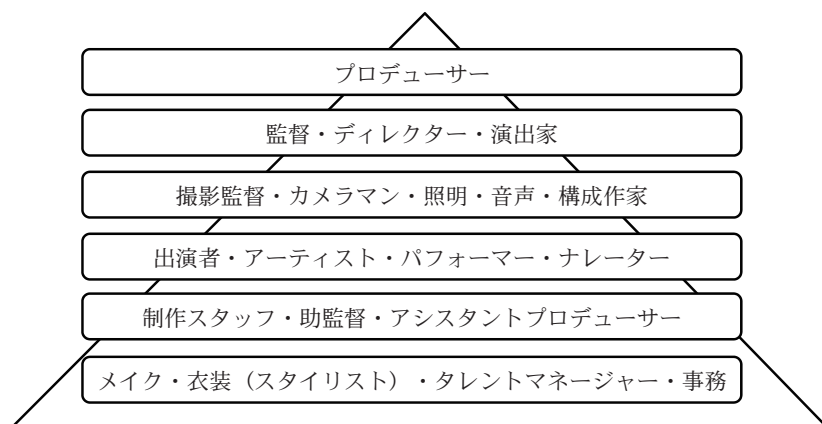 プロデューサー
監督・ディレクター・演出家
撮影監督・カメラマン・照明・音声・構成作家
出演者・アーティスト・パフォーマー・ナレーター
制作スタッフ・助監督・アシスタントプロデューサー
メイク・衣装（スタイリスト）・タレントマネージャー・事務